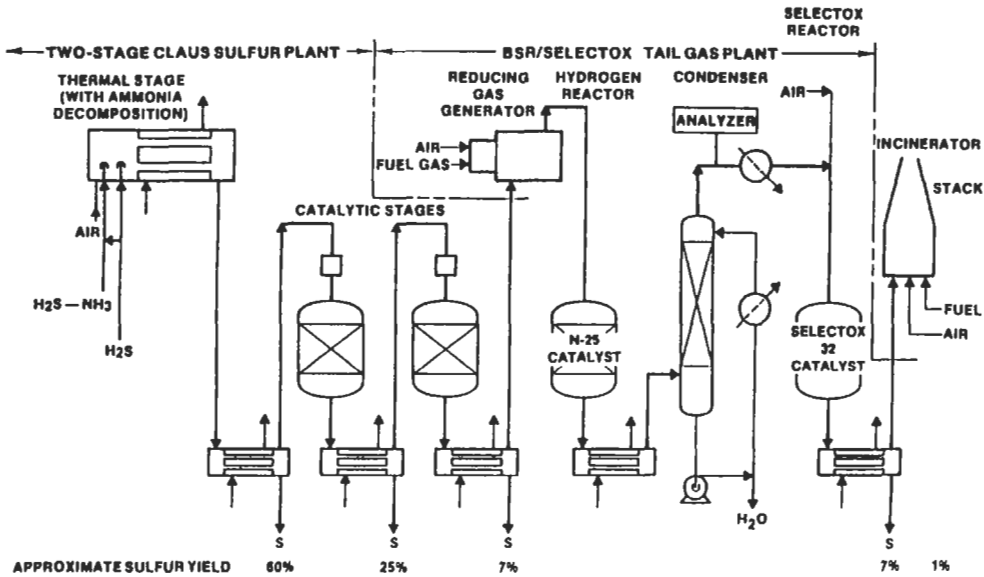 SELECTOX
REACTOR
TWO-STAGE CLAUS SULFUR PLANT
BSR/SELECTOX TAIL GAS PLANT
THERMAL STAGE
(WITH AMMONIA
DECOMPOSITION)
REDUCING
GAS
GENERATOR
HYDROGEN
REACTOR
CONDENSER
AIR
ANALYZER
AIR
FUEL GAS
INCINERATOR
STACK
CATALYTIC STAGES
AIR
H2S—NH3
H2S
N-25
CATALYST
SELECTOX
32
CATALYST
FUEL
AIR
H2O
S
S
S
S
APPROXIMATE SULFUR YIELD 60% 25% 7% 7% 1%